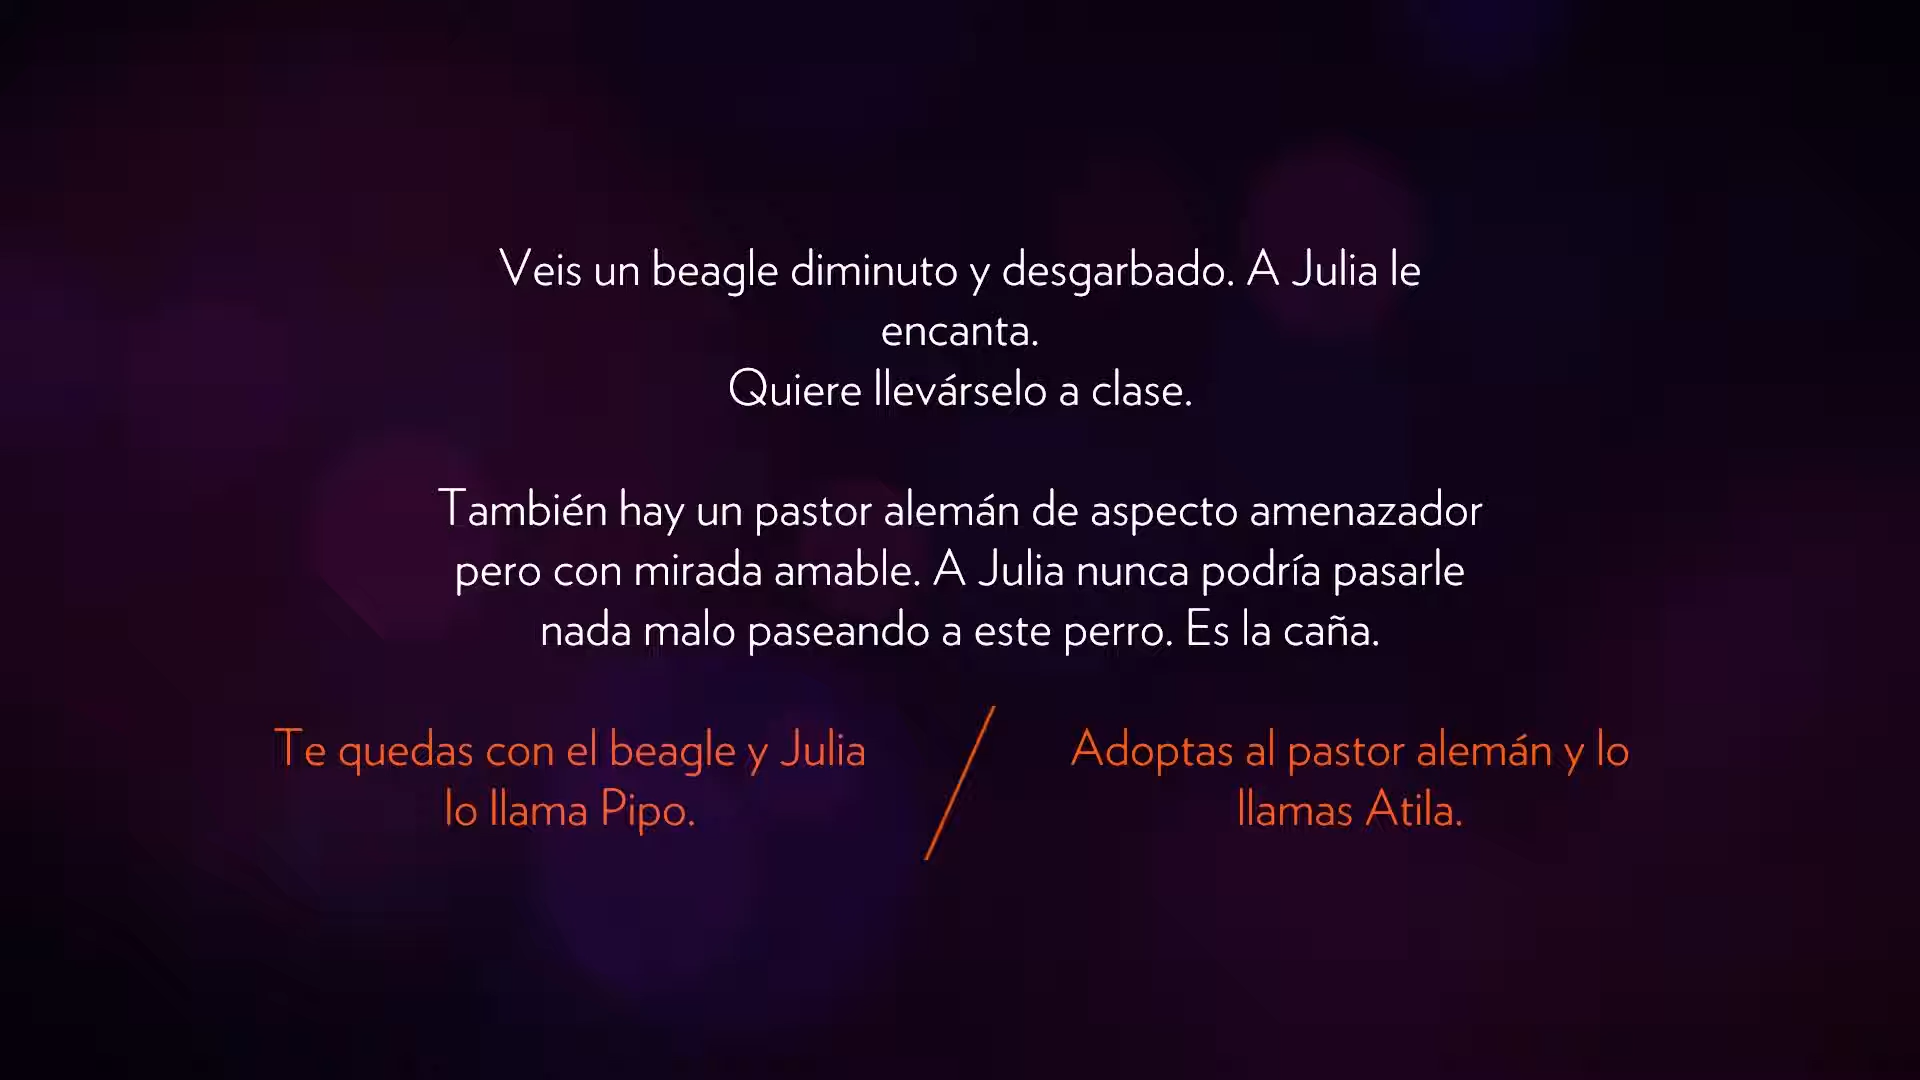 Veis un beagle diminuto y desgarbado. A Julia le
encanta.
Quiere llevárselo a clase.
También hay un pastor alemán de aspecto amenazador
pero con mirada amable. A Julia nunca podría pasarle
nada malo paseando a este perro. Es la caña.
Te quedas con el beagle y Julia
lo llama Pipo.
Adoptas al pastor alemán y lo
llamas Atila.